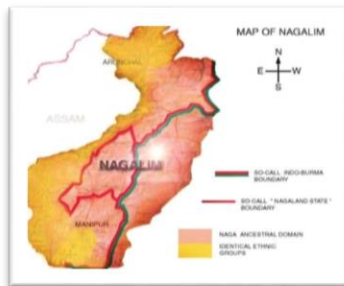 MAP OF NAGALIM
N
E W
S
ARUNACHAL
ASSAM
NAGALIM
MANIPUR
SO-CALL INDO-BURMA
BOUNDARY
SO-CALL "NAGALAND STATE"
BOUNDARY
NAGA ANCESTRAL DOMAIN
IDENTICAL ETHNIC
GROUPS